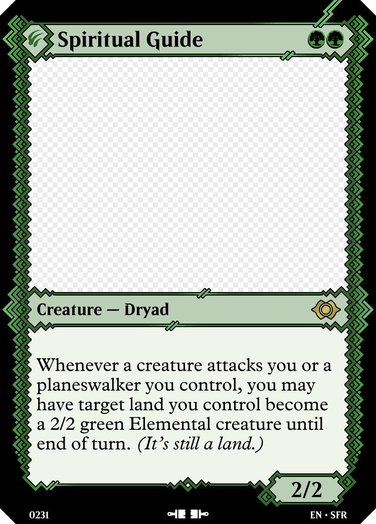 Spiritual Guide
Creature — Dryad
Whenever a creature attacks you or a
planeswalker you control, you may
have target land you control become
a 2/2 green Elemental creature until
end of turn. (It's still a land.)
2/2
0231
EN • SFR